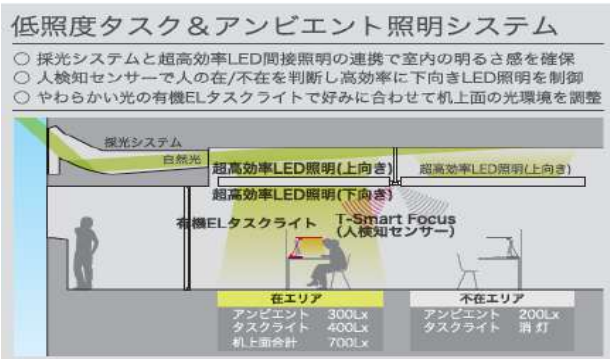 低照度タスク＆アンビエント照明システム
○ 採光システムと超高効率LED間接照明の連携で室内の明るさ感を確保
○ 人検知センサーで人の在/不在を判断し高効率に下向きLED照明を制御
○ やわらかい光の有機ELタスクライトで好みに合わせて机上面の光環境を調整
採光システム
自然光
超高効率LED照明(上向き)
超高効率LED照明(上向き)
超高効率LED照明(下向き)
有機ELタスクライト
T-Smart Focus
(人検知センサー)
在エリア
アンビエント 300Lx
タスクライト 400Lx
机上面合計 700Lx
不在エリア
アンビエント 200Lx
タスクライト 消灯